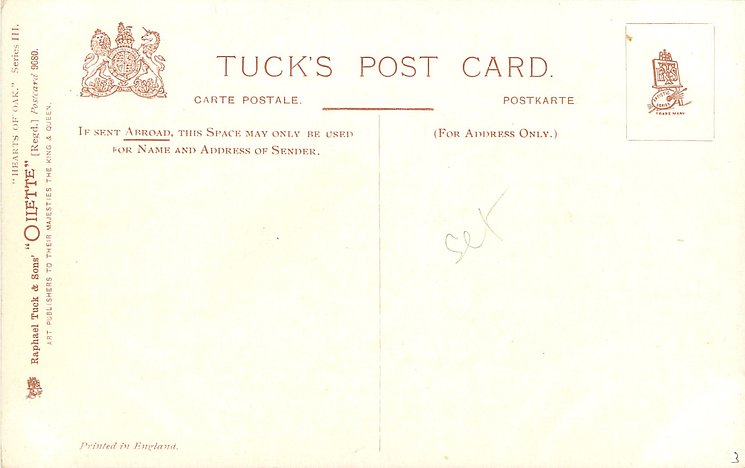 TUCK'S POST CARD.
CARTE POSTALE. POSTKARTE
IF SENT ABROAD, THIS SPACE MAY ONLY BE USED
FOR NAME AND ADDRESS OF SENDER.
(FOR ADDRESS ONLY.)
TRADE MARK
"HEARTS OF OAK." Series III.
Raphael Tuck & Sons' "OILETTE" [Regd.] Postcard 9680.
ART PUBLISHERS TO THEIR MAJESTIES THE KING & QUEEN.
Set
Printed in England.
3